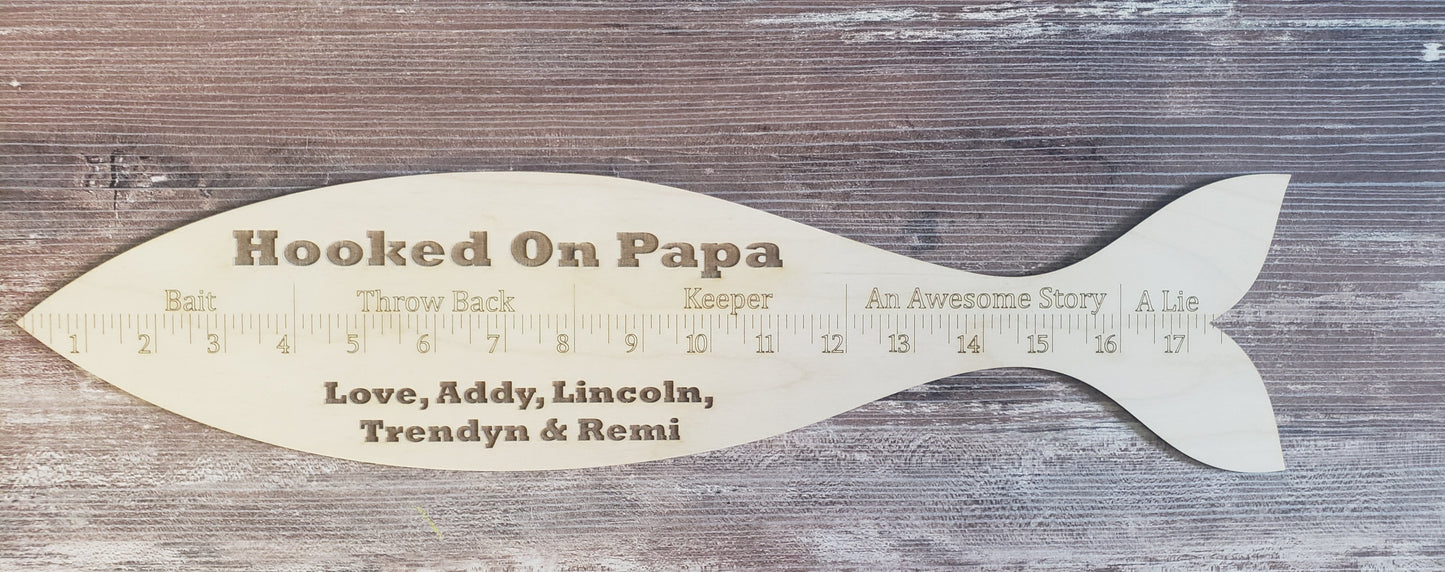 Hooked On Papa
Bait Throw Back Keeper An Awesome Story A Lie
1 2 3 4 5 6 7 8 9 10 11 12 13 14 15 16 17
Love, Addy, Lincoln,
Trendyn & Remi